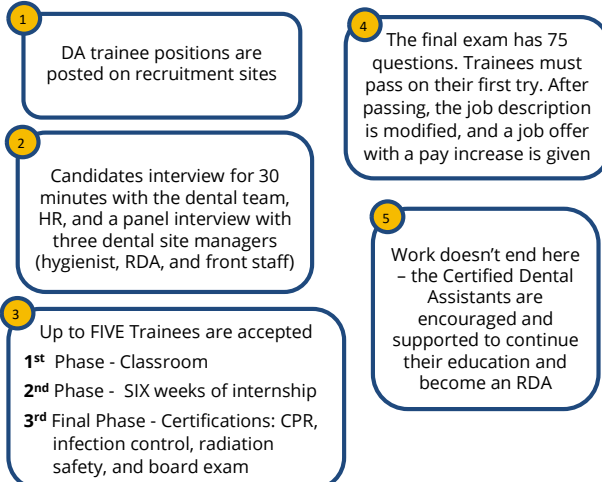 1
DA trainee positions are
posted on recruitment sites
2
Candidates interview for 30
minutes with the dental team,
HR, and a panel interview with
three dental site managers
(hygienist, RDA, and front staff)
3
Up to FIVE Trainees are accepted
1st Phase - Classroom
2nd Phase - SIX weeks of internship
3rd Final Phase - Certifications: CPR,
infection control, radiation
safety, and board exam
4
The final exam has 75
questions. Trainees must
pass on their first try. After
passing, the job description
is modified, and a job offer
with a pay increase is given
5
Work doesn’t end here
– the Certified Dental
Assistants are
encouraged and
supported to continue
their education and
become an RDA